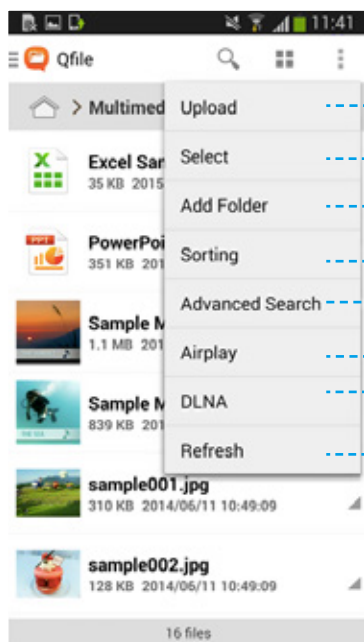 11:41
Qfile
> Multimed
Upload
Select
Add Folder
Sorting
Advanced Search
Airplay
DLNA
Refresh
Excel Sar
35 KB 2015
PPT
PowerPoi
351 KB 201
Sample M
1.1 MB 201
Sample M
839 KB 201
sample001.jpg
310 KB 2014/06/11 10:49:09
sample002.jpg
128 KB 2014/06/11 10:49:09
16 files